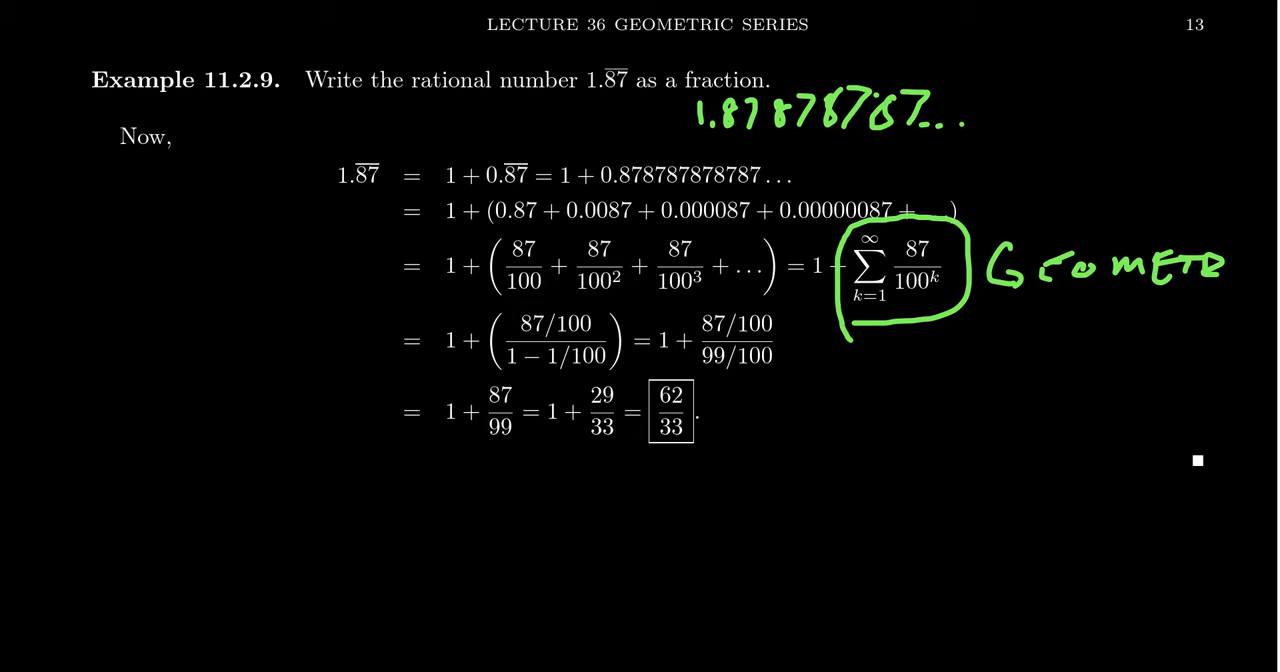 LECTURE 36 GEOMETRIC SERIES 13
Example 11.2.9. Write the rational number 1.8̅7̅ as a fraction.
1.87878787...
Now,
1.8̅7̅ = 1 + 0.8̅7̅ = 1 + 0.878787878787...
= 1 + (0.87 + 0.0087 + 0.000087 + 0.00000087 + ...)
= 1 + (87/100 + 87/100² + 87/100³ + ...) = 1 + ∑_{k=1}^{∞} 87/100ᵏ GEOMETR
= 1 + ((87/100)/(1 − 1/100)) = 1 + (87/100)/(99/100)
= 1 + 87/99 = 1 + 29/33 = 62/33.